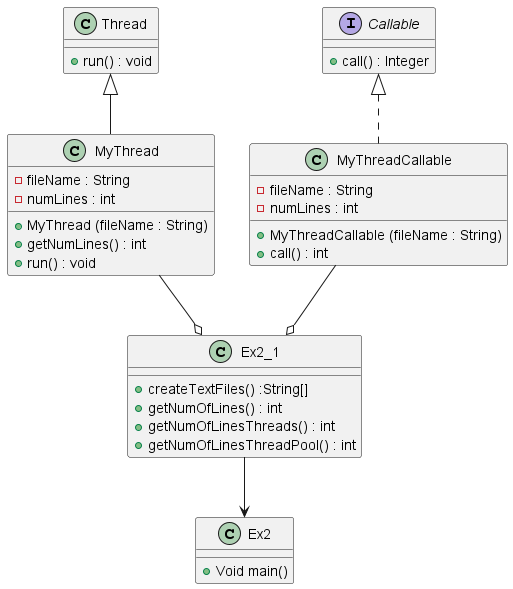 C Thread
run() : void
I Callable
call() : Integer
C MyThread
fileName : String
numLines : int
MyThread (fileName : String)
getNumLines() : int
run() : void
C MyThreadCallable
fileName : String
numLines : int
MyThreadCallable (fileName : String)
call() : int
C Ex2_1
createTextFiles() :String[]
getNumOfLines() : int
getNumOfLinesThreads() : int
getNumOfLinesThreadPool() : int
C Ex2
Void main()